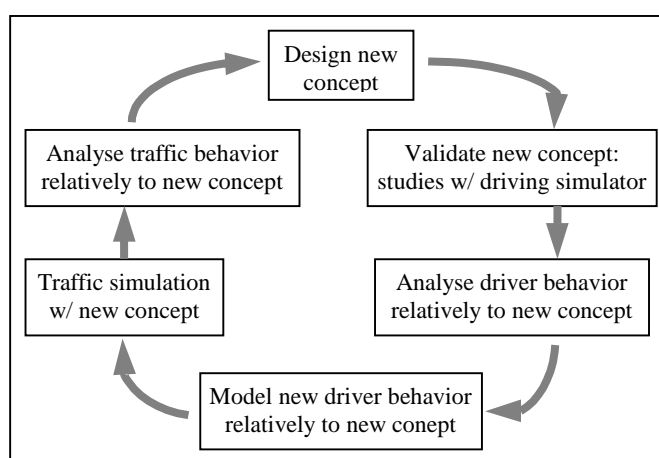 Design new
concept
Validate new concept:
studies w/ driving simulator
Analyse driver behavior
relatively to new concept
Model new driver behavior
relatively to new conept
Traffic simulation
w/ new concept
Analyse traffic behavior
relatively to new concept